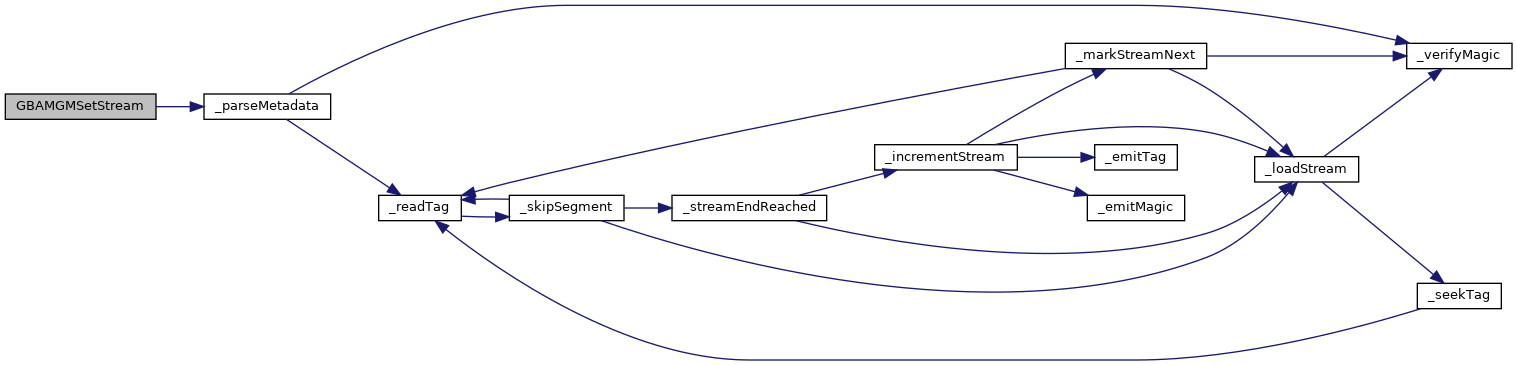 GBAMGMSetStream
_parseMetadata
_readTag
_skipSegment
_streamEndReached
_incrementStream
_markStreamNext
_emitTag
_emitMagic
_loadStream
_verifyMagic
_seekTag